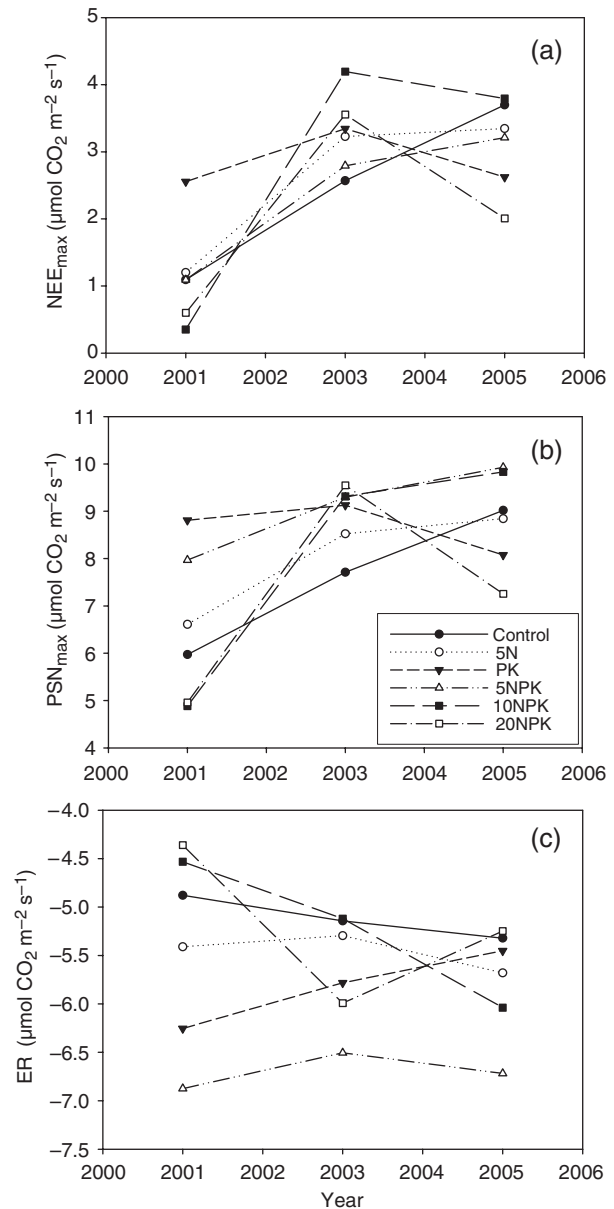 (a)
NEEmax (µmol CO2 m−2 s−1)
5
4
3
2
1
0
2000 2001 2002 2003 2004 2005 2006
(b)
PSNmax (µmol CO2 m−2 s−1)
11
10
9
8
7
6
5
4
Control
5N
PK
5NPK
10NPK
20NPK
2000 2001 2002 2003 2004 2005 2006
(c)
ER (µmol CO2 m−2 s−1)
−4.0
−4.5
−5.0
−5.5
−6.0
−6.5
−7.0
−7.5
2000 2001 2002 2003 2004 2005 2006
Year